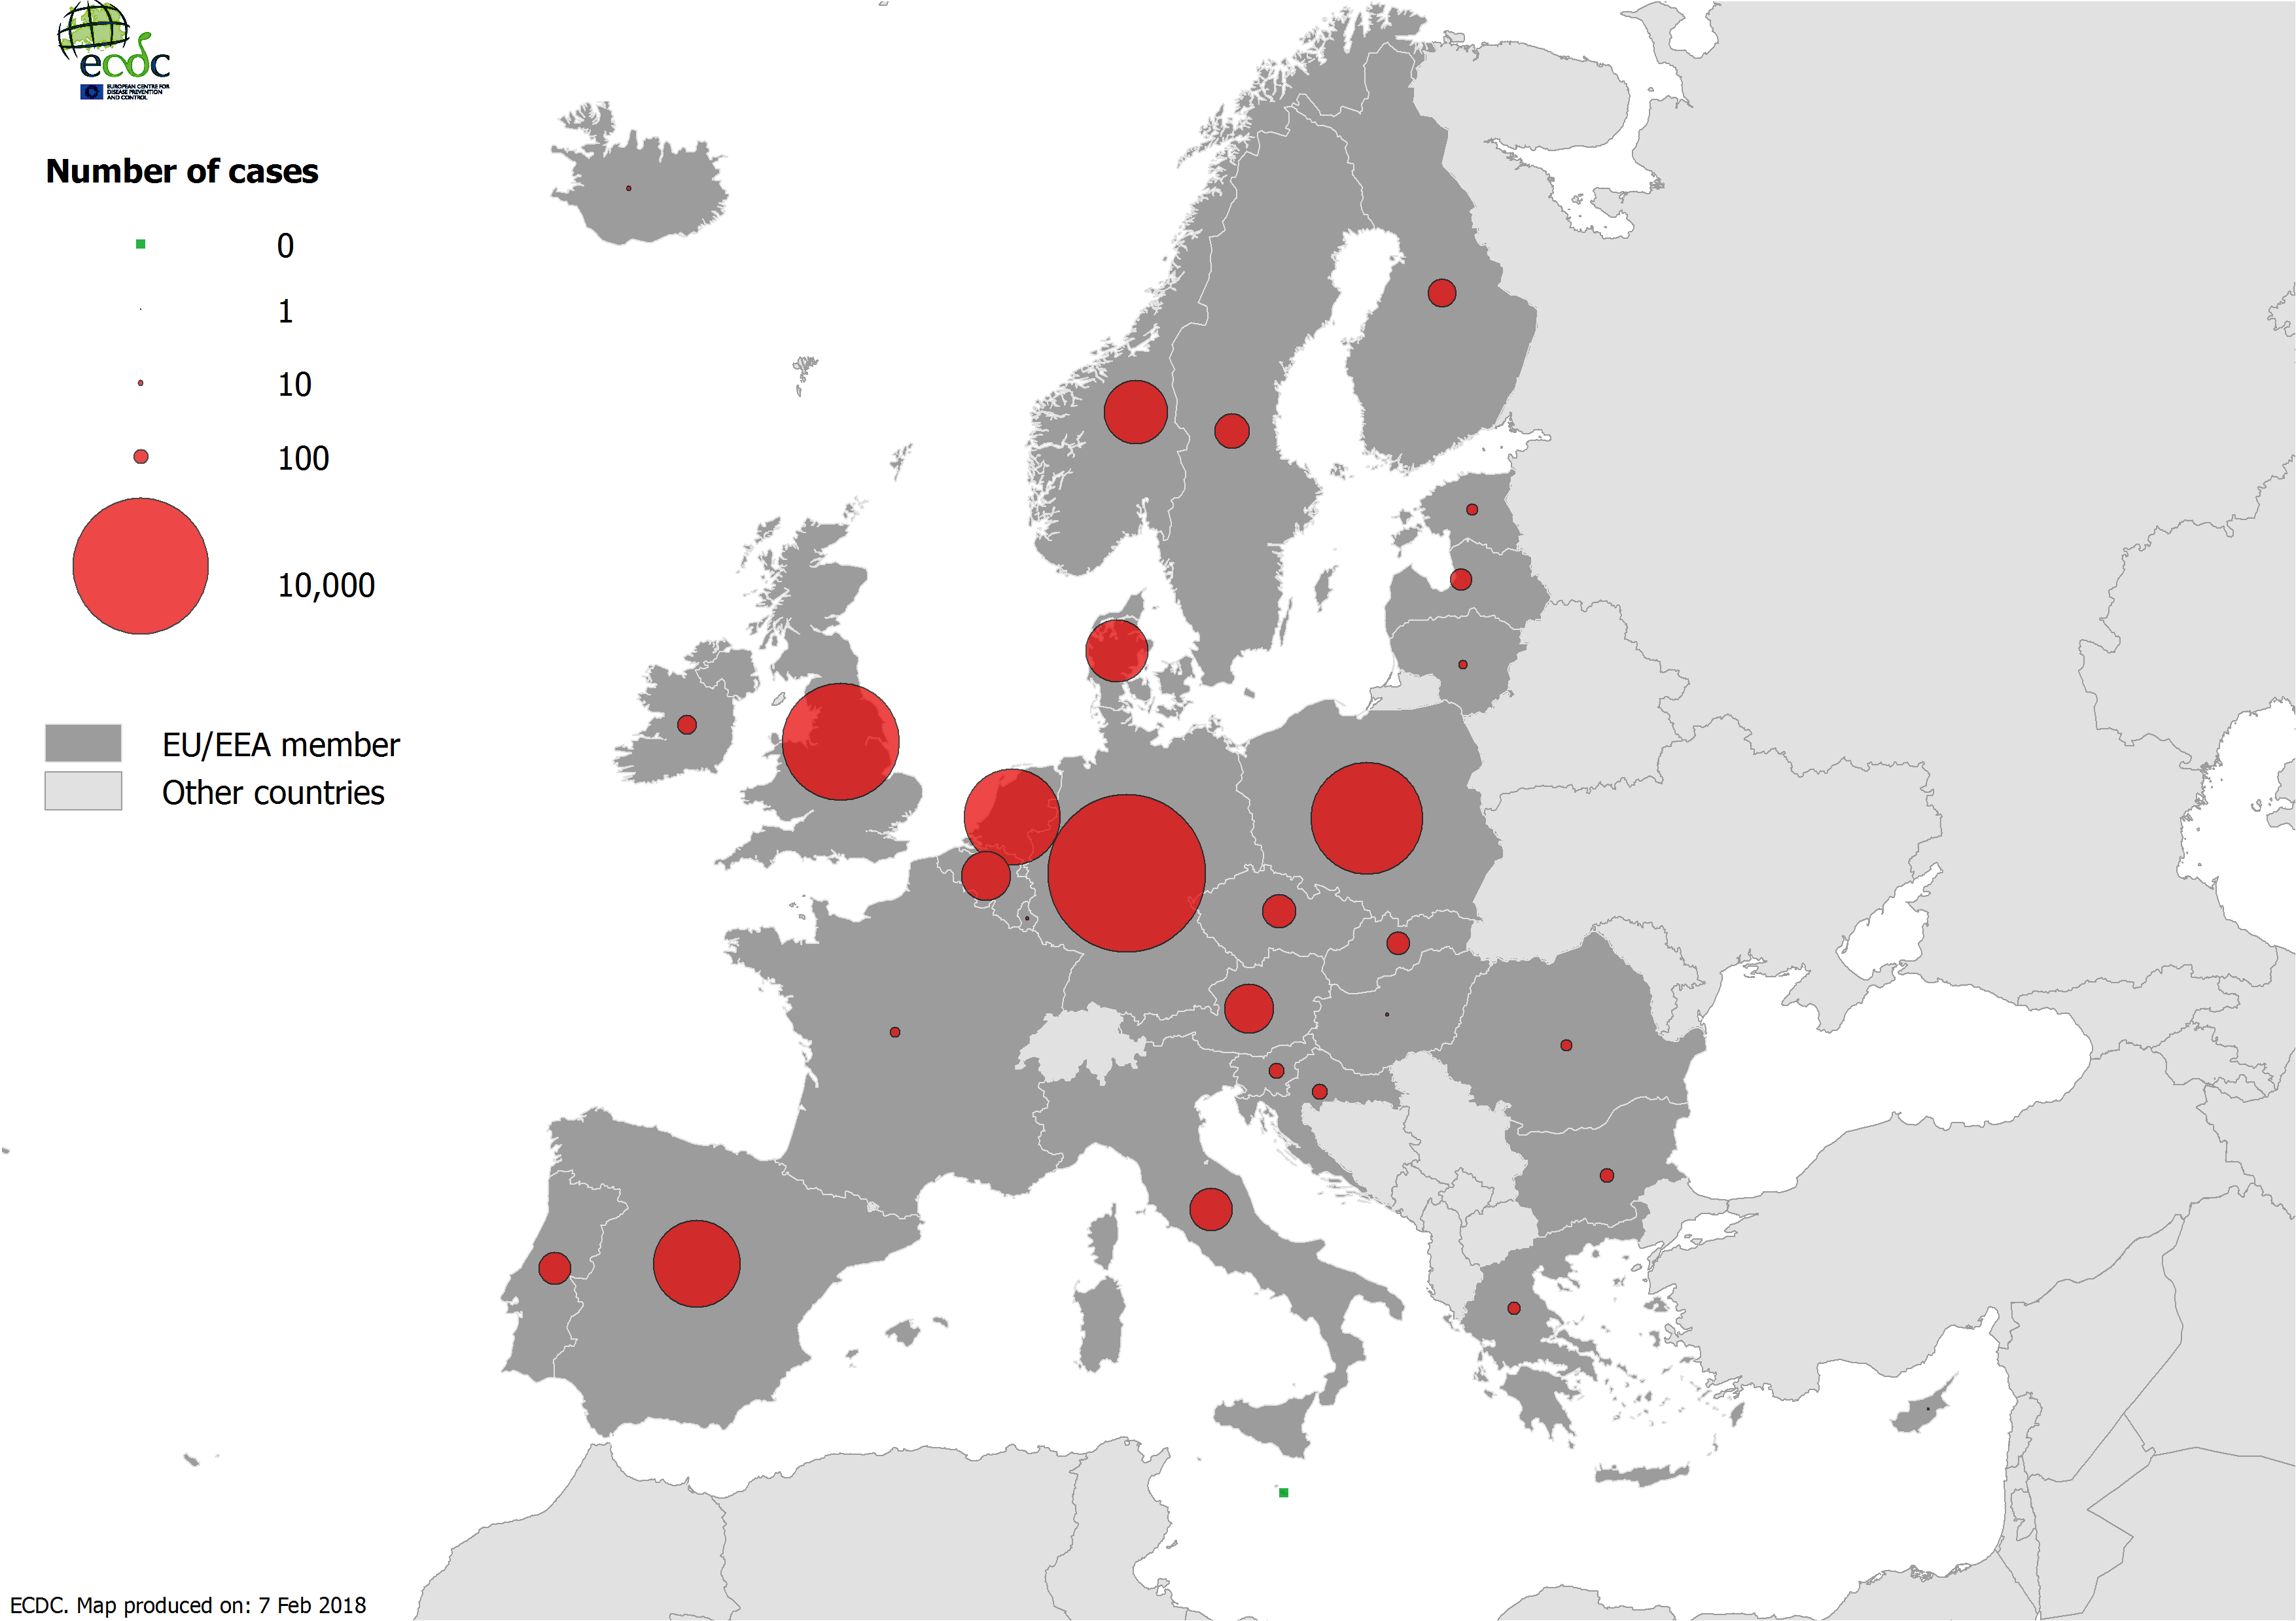 ecdc
EUROPEAN CENTRE FOR
DISEASE PREVENTION
AND CONTROL
Number of cases
0
1
10
100
10,000
EU/EEA member
Other countries
ECDC. Map produced on: 7 Feb 2018